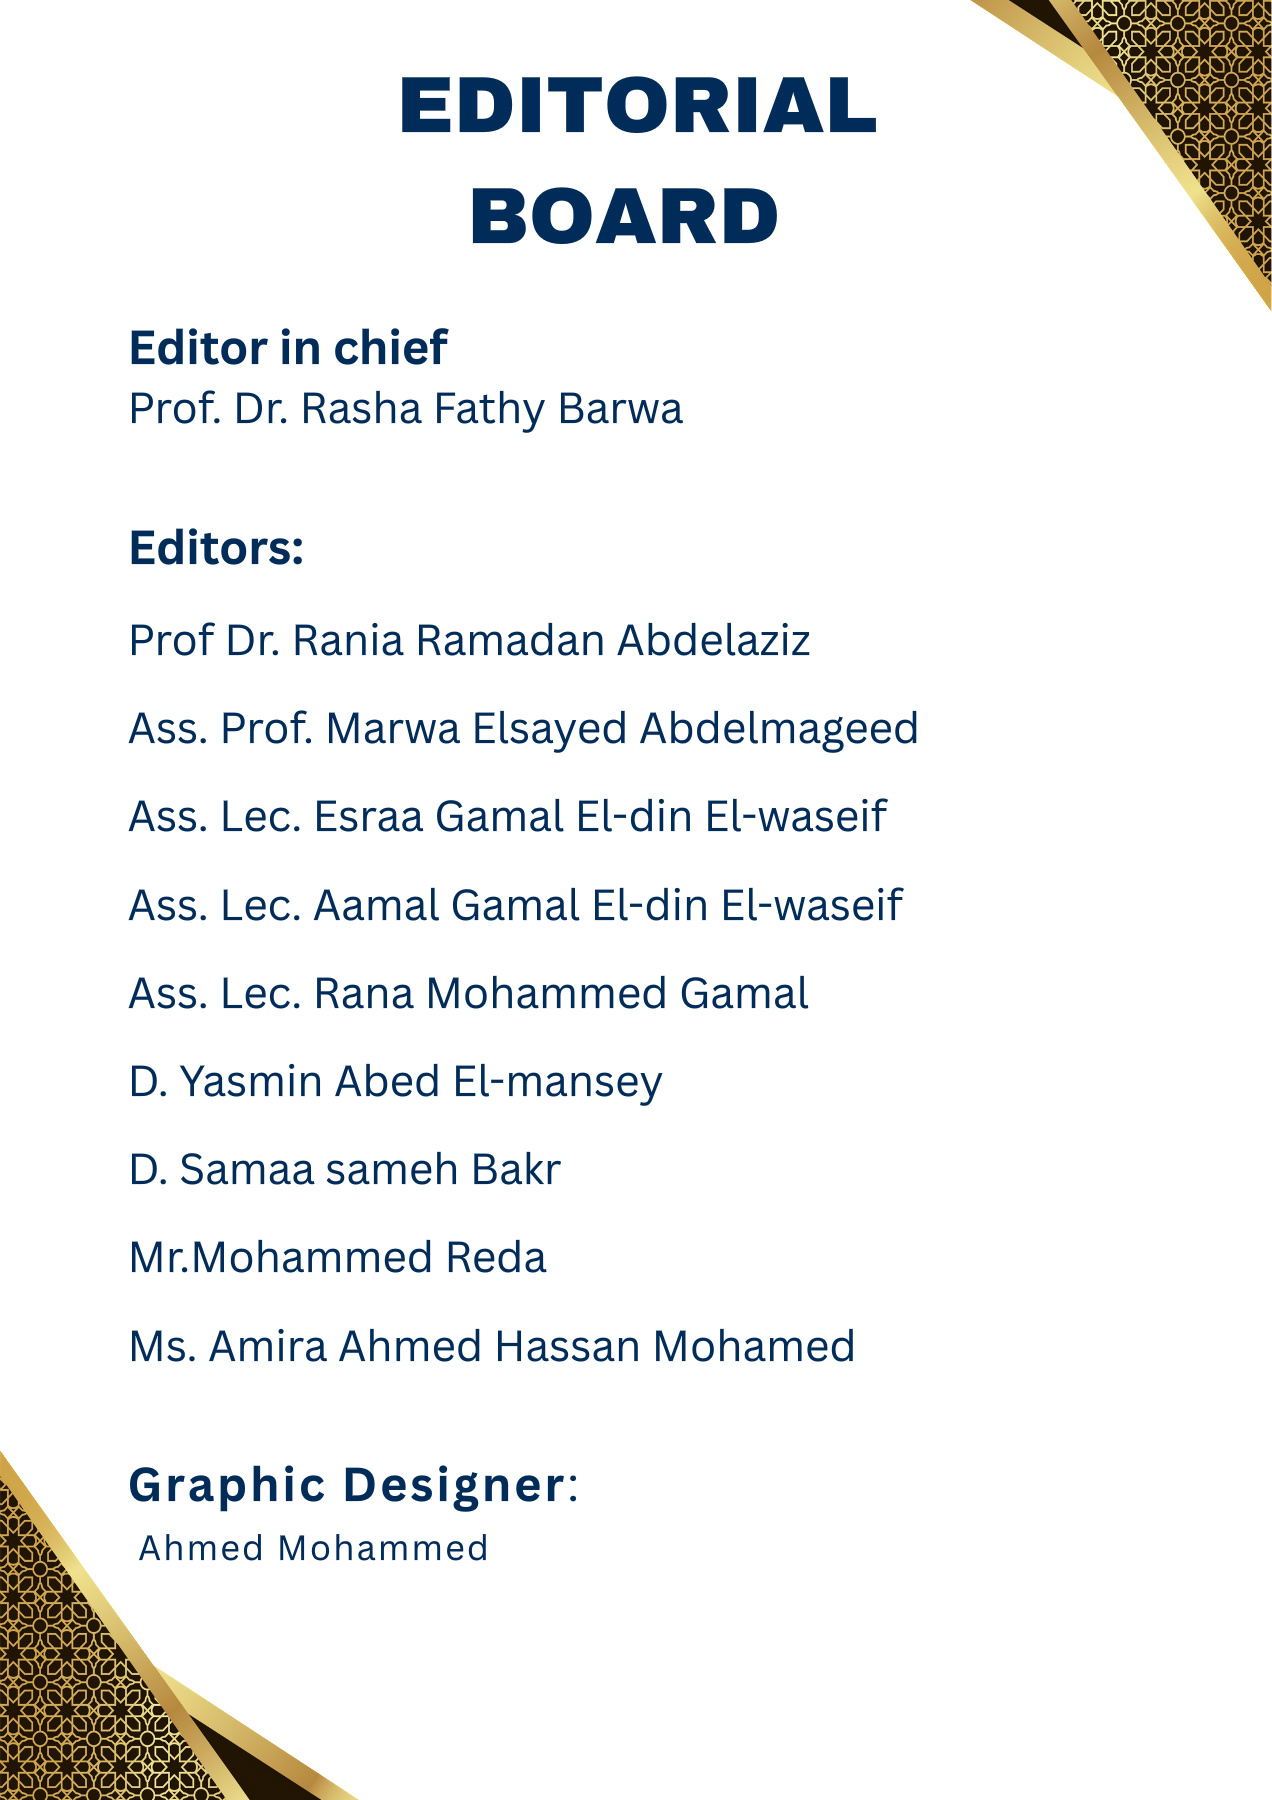 EDITORIAL
BOARD
Editor in chief
Prof. Dr. Rasha Fathy Barwa
Editors:
Prof Dr. Rania Ramadan Abdelaziz
Ass. Prof. Marwa Elsayed Abdelmageed
Ass. Lec. Esraa Gamal El-din El-waseif
Ass. Lec. Aamal Gamal El-din El-waseif
Ass. Lec. Rana Mohammed Gamal
D. Yasmin Abed El-mansey
D. Samaa sameh Bakr
Mr.Mohammed Reda
Ms. Amira Ahmed Hassan Mohamed
Graphic Designer:
Ahmed Mohammed